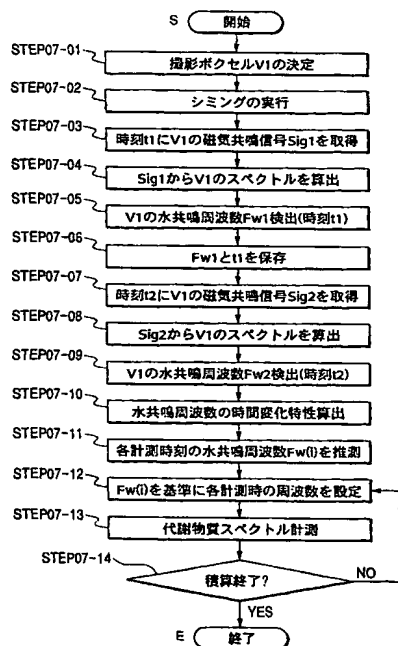 S 開始
STEP07-01 撮影ボクセルV1の決定
STEP07-02 シミングの実行
STEP07-03 時刻t1にV1の磁気共鳴信号Sig1を取得
STEP07-04 Sig1からV1のスペクトルを算出
STEP07-05 V1の水共鳴周波数Fw1検出(時刻t1)
STEP07-06 Fw1とt1を保存
STEP07-07 時刻t2にV1の磁気共鳴信号Sig2を取得
STEP07-08 Sig2からV1のスペクトルを算出
STEP07-09 V1の水共鳴周波数Fw2検出(時刻t2)
STEP07-10 水共鳴周波数の時間変化特性算出
STEP07-11 各計測時刻の水共鳴周波数Fw(i)を推測
STEP07-12 Fw(i)を基準に各計測時の周波数を設定
STEP07-13 代謝物質スペクトル計測
STEP07-14 積算終了? NO
YES
E 終了